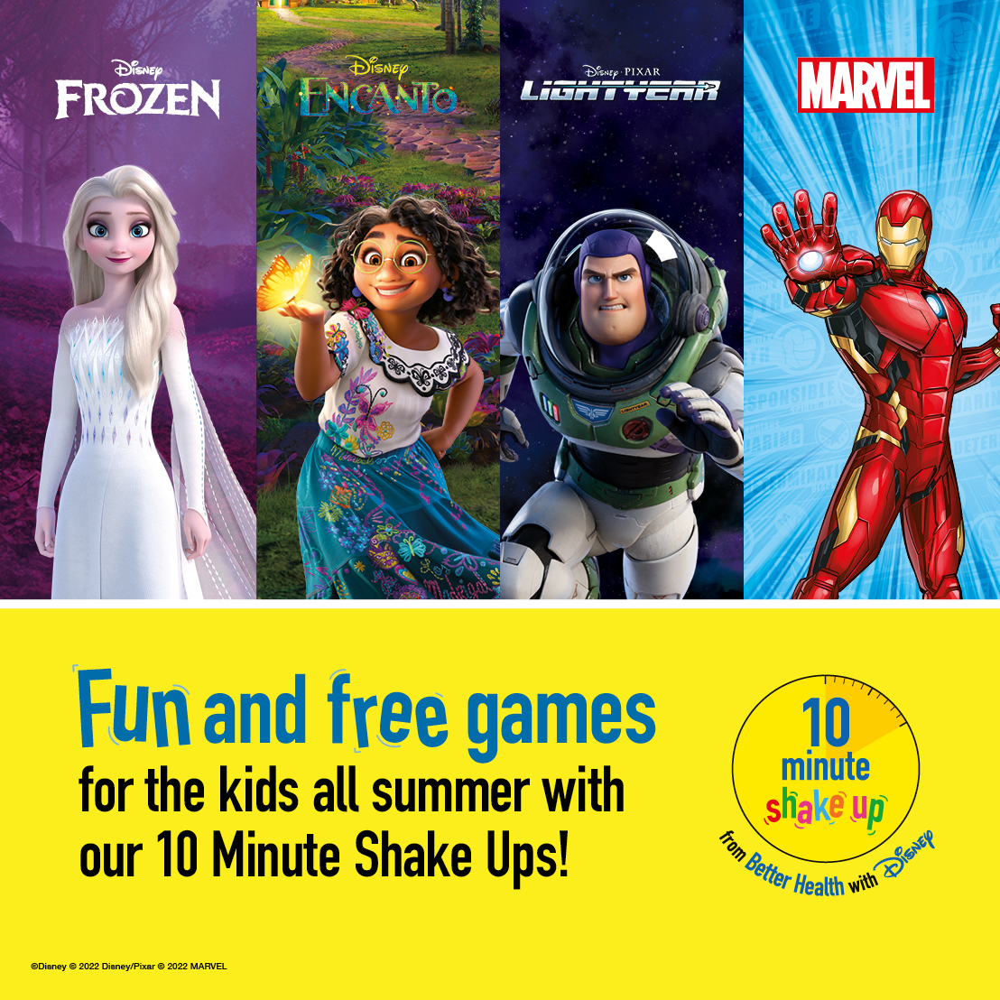 Disney
FROZEN
Disney
ENCANTO
Disney · PIXAR
LIGHTYEAR
MARVEL
LIGHTYEAR
Fun and free games
for the kids all summer with
our 10 Minute Shake Ups!
10
minute
shake up
from Better Health with Disney
©Disney © 2022 Disney/Pixar © 2022 MARVEL